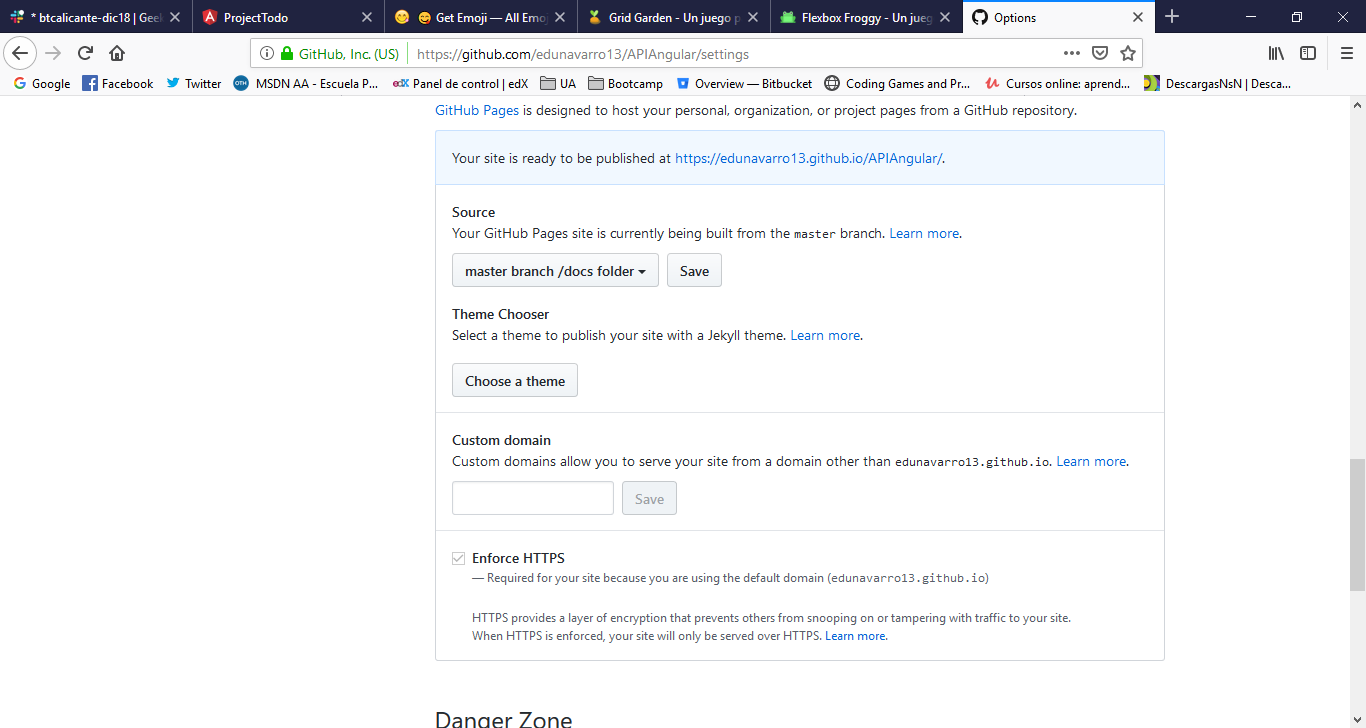 * btcalicante-dic18 | Geek
ProjectTodo
Get Emoji — All Emoj
Grid Garden - Un juego p
Flexbox Froggy - Un jueg
Options
GitHub, Inc. (US)
https://github.com/edunavarro13/APIAngular/settings
Google
Facebook
Twitter
OTH
MSDN AA - Escuela P...
edX
Panel de control | edX
UA
Bootcamp
Overview — Bitbucket
Coding Games and Pr...
Cursos online: aprend...
DescargasNsN | Desca...
GitHub Pages is designed to host your personal, organization, or project pages from a GitHub repository.
Your site is ready to be published at https://edunavarro13.github.io/APIAngular/.
Source
Your GitHub Pages site is currently being built from the master branch. Learn more.
master branch /docs folder
Save
Theme Chooser
Select a theme to publish your site with a Jekyll theme. Learn more.
Choose a theme
Custom domain
Custom domains allow you to serve your site from a domain other than edunavarro13.github.io. Learn more.
Save
Enforce HTTPS
— Required for your site because you are using the default domain (edunavarro13.github.io)
HTTPS provides a layer of encryption that prevents others from snooping on or tampering with traffic to your site.
When HTTPS is enforced, your site will only be served over HTTPS. Learn more.
Danger Zone